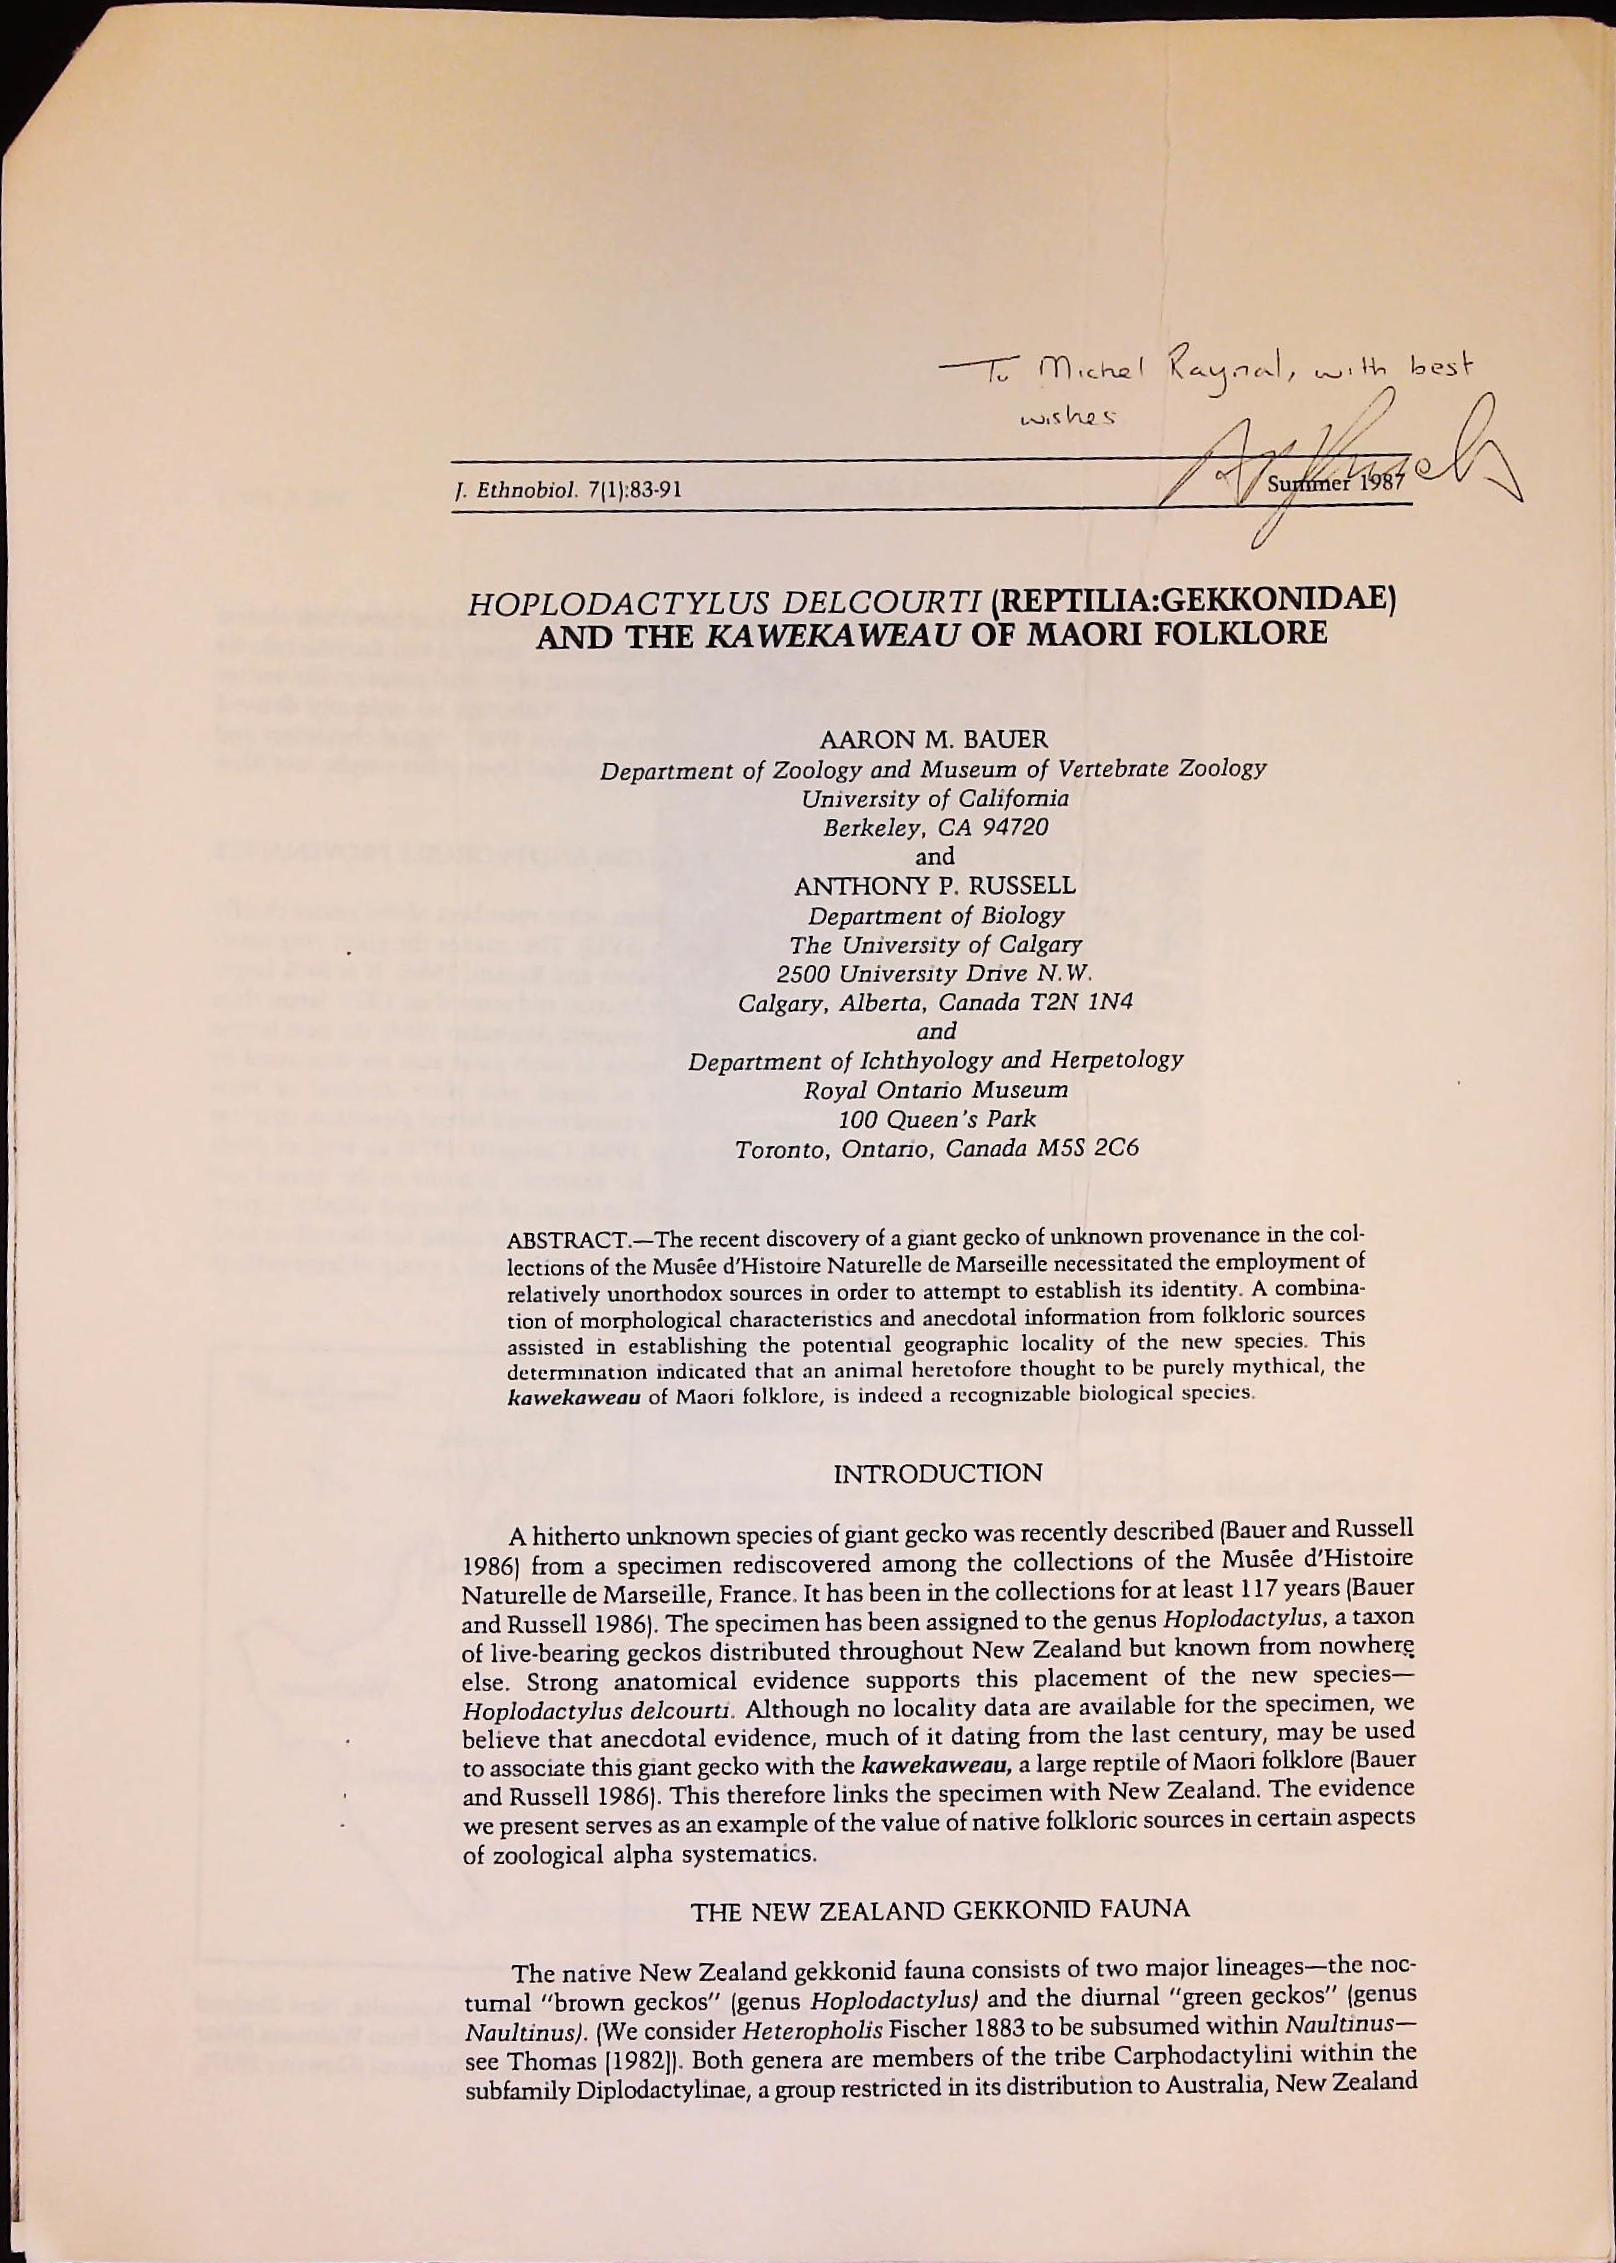 To Michel Raynal, with best
wishes
J. Ethnobiol. 7(1):83-91
Summer 1987
HOPLODACTYLUS DELCOURTI (REPTILIA:GEKKONIDAE)
AND THE KAWEKAWEAU OF MAORI FOLKLORE
AARON M. BAUER
Department of Zoology and Museum of Vertebrate Zoology
University of California
Berkeley, CA 94720
and
ANTHONY P. RUSSELL
Department of Biology
The University of Calgary
2500 University Drive N.W.
Calgary, Alberta, Canada T2N 1N4
and
Department of Ichthyology and Herpetology
Royal Ontario Museum
100 Queen's Park
Toronto, Ontario, Canada M5S 2C6
ABSTRACT.—The recent discovery of a giant gecko of unknown provenance in the col-
lections of the Musée d'Histoire Naturelle de Marseille necessitated the employment of
relatively unorthodox sources in order to attempt to establish its identity. A combina-
tion of morphological characteristics and anecdotal information from folkloric sources
assisted in establishing the potential geographic locality of the new species. This
determination indicated that an animal heretofore thought to be purely mythical, the
kawekaweau of Maori folklore, is indeed a recognizable biological species.
INTRODUCTION
A hitherto unknown species of giant gecko was recently described (Bauer and Russell
1986) from a specimen rediscovered among the collections of the Musée d'Histoire
Naturelle de Marseille, France. It has been in the collections for at least 117 years (Bauer
and Russell 1986). The specimen has been assigned to the genus Hoplodactylus, a taxon
of live-bearing geckos distributed throughout New Zealand but known from nowhere
else. Strong anatomical evidence supports this placement of the new species—
Hoplodactylus delcourti. Although no locality data are available for the specimen, we
believe that anecdotal evidence, much of it dating from the last century, may be used
to associate this giant gecko with the kawekaweau, a large reptile of Maori folklore (Bauer
and Russell 1986). This therefore links the specimen with New Zealand. The evidence
we present serves as an example of the value of native folkloric sources in certain aspects
of zoological alpha systematics.
THE NEW ZEALAND GEKKONID FAUNA
The native New Zealand gekkonid fauna consists of two major lineages—the noc-
turnal "brown geckos" (genus Hoplodactylus) and the diurnal "green geckos" (genus
Naultinus). (We consider Heteropholis Fischer 1883 to be subsumed within Naultinus—
see Thomas [1982]). Both genera are members of the tribe Carphodactylini within the
subfamily Diplodactylinae, a group restricted in its distribution to Australia, New Zealand